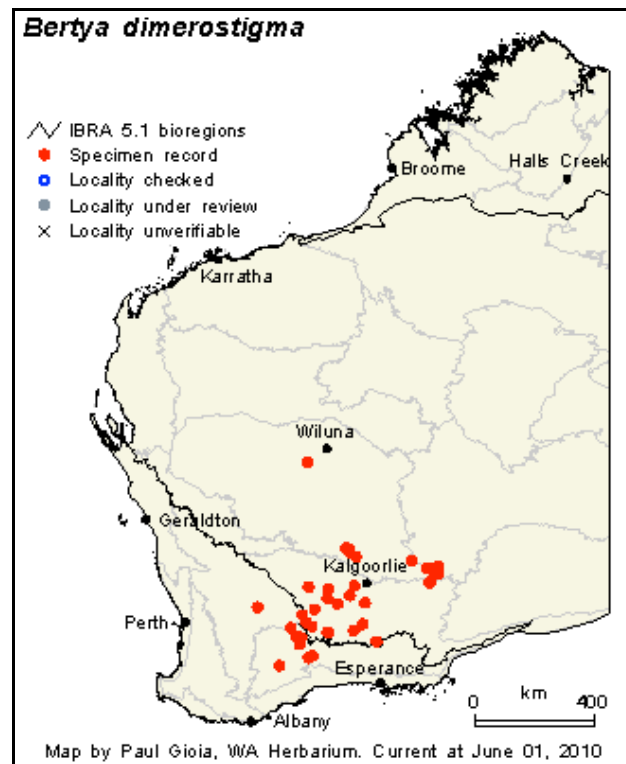 Bertya dimerostigma
IBRA 5.1 bioregions
Specimen record
Locality checked
Locality under review
Locality unverifiable
Broome
Halls Creek
Karratha
Wiluna
Geraldton
Kalgoorlie
Perth
Esperance
Albany
km
0 400
Map by Paul Gioia, WA Herbarium. Current at June 01, 2010